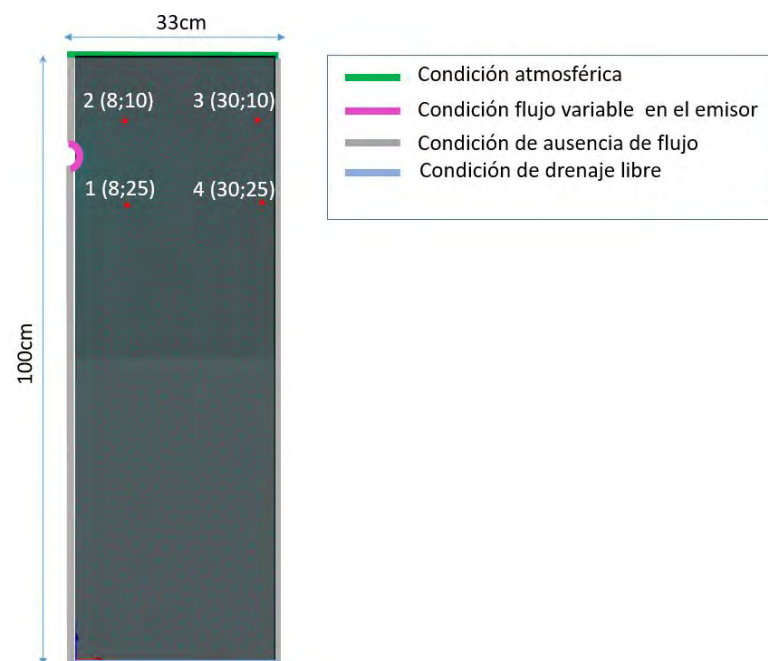 33cm
2 (8;10)
3 (30;10)
1 (8;25)
4 (30;25)
100cm
Condición atmosférica
Condición flujo variable en el emisor
Condición de ausencia de flujo
Condición de drenaje libre